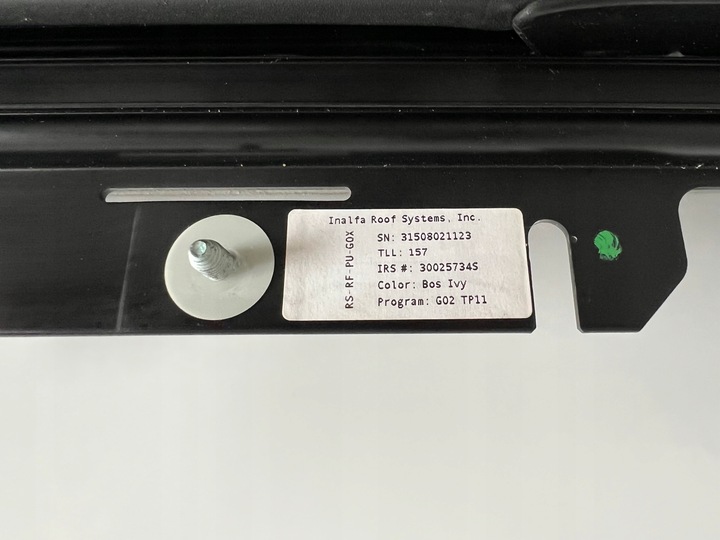 Inalfa Roof Systems, Inc.
RS-RF-PU-G0X
SN: 31508021123
TLL: 157
IRS #: 30025734S
Color: Bos Ivy
Program: G02 TP11